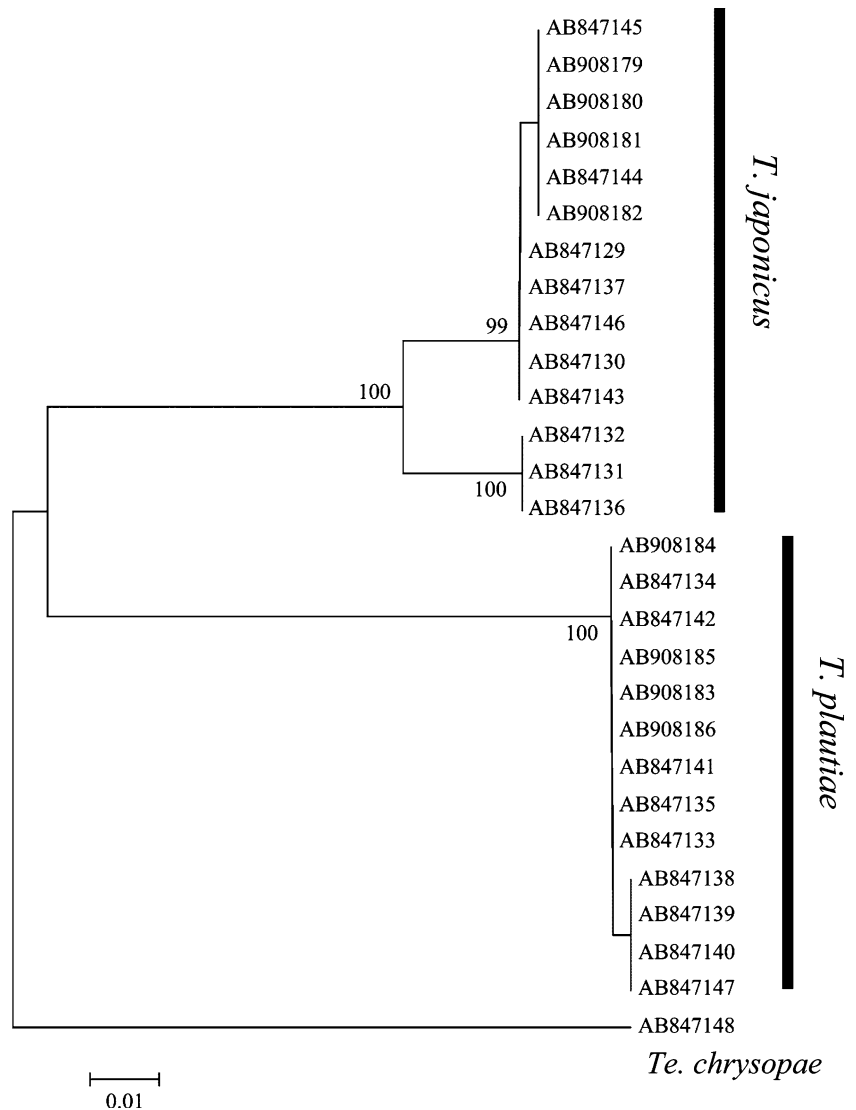 AB847145
AB908179
AB908180
AB908181
AB847144
AB908182
AB847129
AB847137
99
AB847146
AB847130
100
AB847143
AB847132
AB847131
100
AB847136
T. japonicus
AB908184
AB847134
AB847142
100
AB908185
AB908183
AB908186
AB847141
AB847135
AB847133
AB847138
AB847139
AB847140
AB847147
T. plautiae
AB847148
Te. chrysopae
0.01